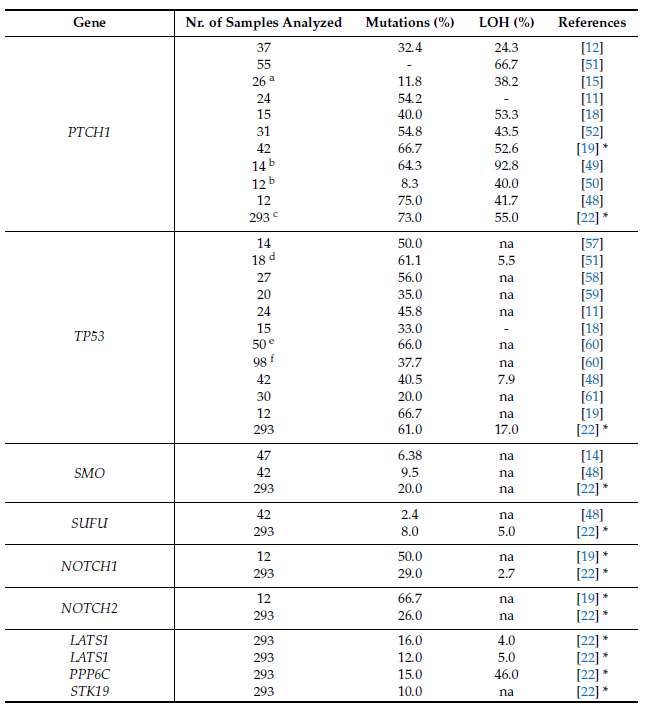 Gene Nr. of Samples Analyzed Mutations (%) LOH (%) References
37 32.4 24.3 [12]
55 - 66.7 [51]
26 a 11.8 38.2 [15]
24 54.2 - [11]
15 40.0 53.3 [18]
PTCH1 31 54.8 43.5 [52]
42 66.7 52.6 [19] *
14 b 64.3 92.8 [49]
12 b 8.3 40.0 [50]
12 75.0 41.7 [48]
293 c 73.0 55.0 [22] *
14 50.0 na [57]
18 d 61.1 5.5 [51]
27 56.0 na [58]
20 35.0 na [59]
24 45.8 na [11]
TP53 15 33.0 - [18]
50 e 66.0 na [60]
98 f 37.7 na [60]
42 40.5 7.9 [48]
30 20.0 na [61]
12 66.7 na [19]
293 61.0 17.0 [22] *
47 6.38 na [14]
SMO 42 9.5 na [48]
293 20.0 na [22] *
SUFU 42 2.4 na [48]
293 8.0 5.0 [22] *
NOTCH1 12 50.0 na [19] *
293 29.0 2.7 [22] *
NOTCH2 12 66.7 na [19] *
293 26.0 na [22] *
LATS1 293 16.0 4.0 [22] *
LATS1 293 12.0 5.0 [22] *
PPP6C 293 15.0 46.0 [22] *
STK19 293 10.0 na [22] *